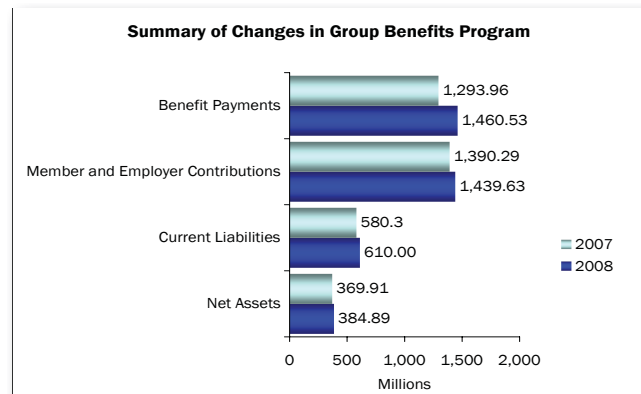 Summary of Changes in Group Benefits Program
Benefit Payments
1,293.96
1,460.53
Member and Employer Contributions
1,390.29
1,439.63
Current Liabilities
580.3
610.00
Net Assets
369.91
384.89
2007
2008
0 500 1,000 1,500 2,000
Millions